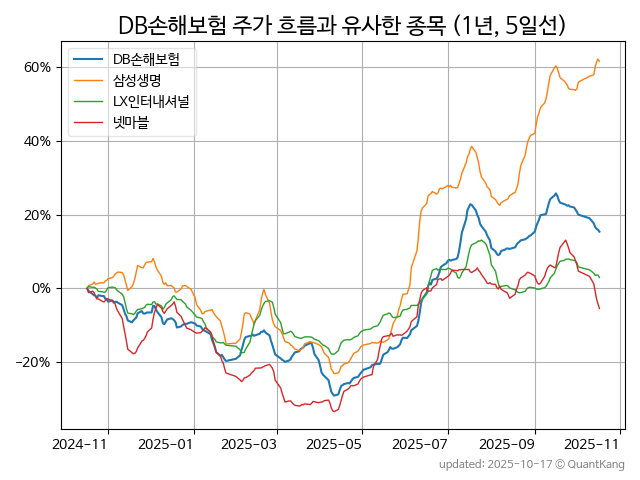 DB손해보험 주가 흐름과 유사한 종목 (1년, 5일선)
DB손해보험
삼성생명
LX인터내셔널
넷마블
60%
40%
20%
0%
−20%
2024-11 2025-01 2025-03 2025-05 2025-07 2025-09 2025-11
updated: 2025-10-17 © QuantKang